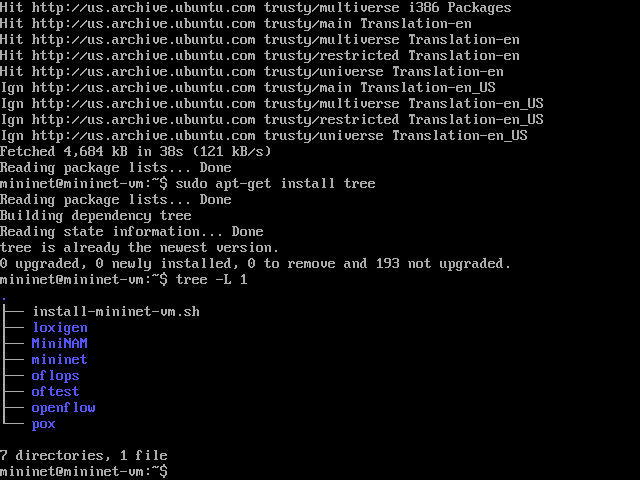 Hit http://us.archive.ubuntu.com trusty/multiverse i386 Packages
Hit http://us.archive.ubuntu.com trusty/main Translation-en
Hit http://us.archive.ubuntu.com trusty/multiverse Translation-en
Hit http://us.archive.ubuntu.com trusty/restricted Translation-en
Hit http://us.archive.ubuntu.com trusty/universe Translation-en
Ign http://us.archive.ubuntu.com trusty/main Translation-en_US
Ign http://us.archive.ubuntu.com trusty/multiverse Translation-en_US
Ign http://us.archive.ubuntu.com trusty/restricted Translation-en_US
Ign http://us.archive.ubuntu.com trusty/universe Translation-en_US
Fetched 4,684 kB in 38s (121 kB/s)
Reading package lists... Done
mininet@mininet-vm:~$ sudo apt-get install tree
Reading package lists... Done
Building dependency tree
Reading state information... Done
tree is already the newest version.
0 upgraded, 0 newly installed, 0 to remove and 193 not upgraded.
mininet@mininet-vm:~$ tree -L 1
.
├── install-mininet-vm.sh
├── loxigen
├── MiniNAM
├── mininet
├── oflops
├── oftest
├── openflow
└── pox
7 directories, 1 file
mininet@mininet-vm:~$